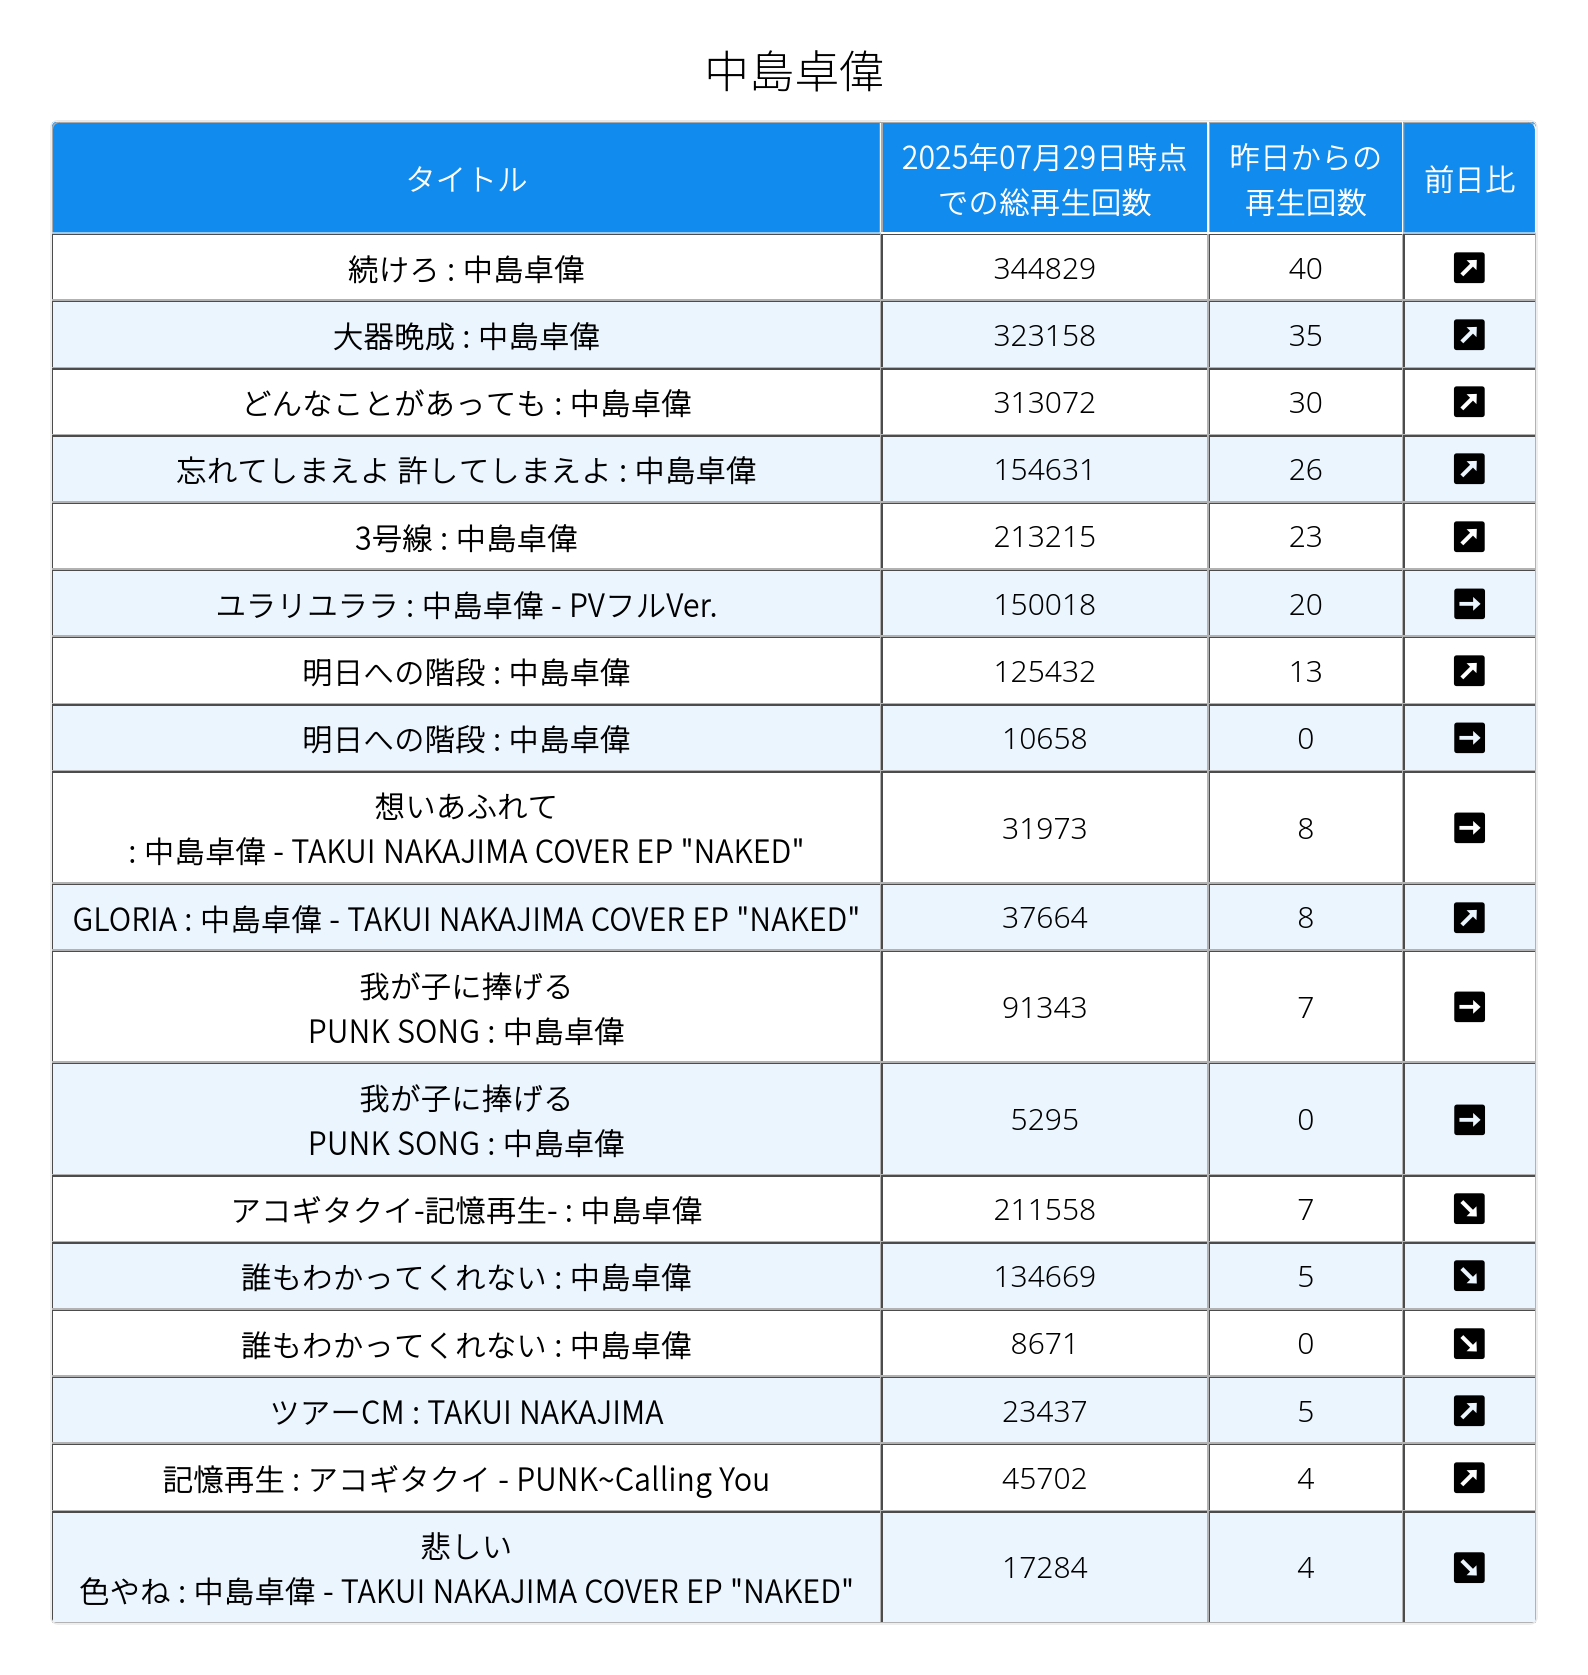 中島卓偉
タイトル
2025年07月29日時点
での総再生回数
昨日からの
再生回数
前日比
続けろ : 中島卓偉 344829 40 ↗
大器晩成 : 中島卓偉 323158 35 ↗
どんなことがあっても : 中島卓偉 313072 30 ↗
忘れてしまえよ 許してしまえよ : 中島卓偉 154631 26 ↗
3号線 : 中島卓偉 213215 23 ↗
ユラリユララ : 中島卓偉 - PVフルVer. 150018 20 →
明日への階段 : 中島卓偉 125432 13 ↗
明日への階段 : 中島卓偉 10658 0 →
想いあふれて
: 中島卓偉 - TAKUI NAKAJIMA COVER EP "NAKED" 31973 8 →
GLORIA : 中島卓偉 - TAKUI NAKAJIMA COVER EP "NAKED" 37664 8 ↗
我が子に捧げる
PUNK SONG : 中島卓偉 91343 7 →
我が子に捧げる
PUNK SONG : 中島卓偉 5295 0 →
アコギタクイ-記憶再生- : 中島卓偉 211558 7 ↘
誰もわかってくれない : 中島卓偉 134669 5 ↘
誰もわかってくれない : 中島卓偉 8671 0 ↘
ツアーCM : TAKUI NAKAJIMA 23437 5 ↗
記憶再生 : アコギタクイ - PUNK~Calling You 45702 4 ↗
悲しい
色やね : 中島卓偉 - TAKUI NAKAJIMA COVER EP "NAKED" 17284 4 ↘